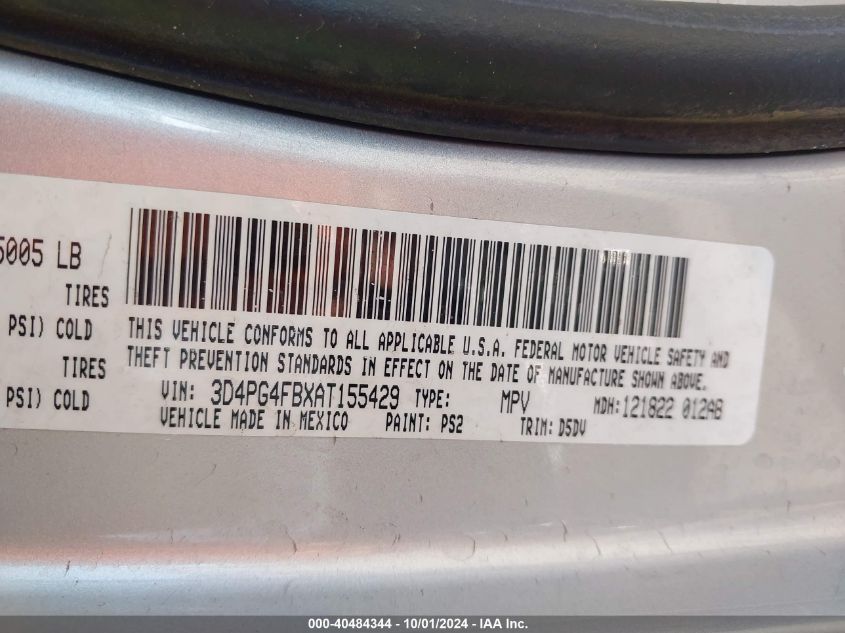 5005 LB
TIRES
PSI) COLD
TIRES
PSI) COLD
THIS VEHICLE CONFORMS TO ALL APPLICABLE U.S.A. FEDERAL MOTOR VEHICLE SAFETY AND
THEFT PREVENTION STANDARDS IN EFFECT ON THE DATE OF MANUFACTURE SHOWN ABOVE.
VIN: 3D4PG4FBXAT155429 TYPE: MPV MDH:121822 012AB
VEHICLE MADE IN MEXICO PAINT: PS2 TRIM: D5DV
000-40484344 - 10/01/2024 - IAA Inc.